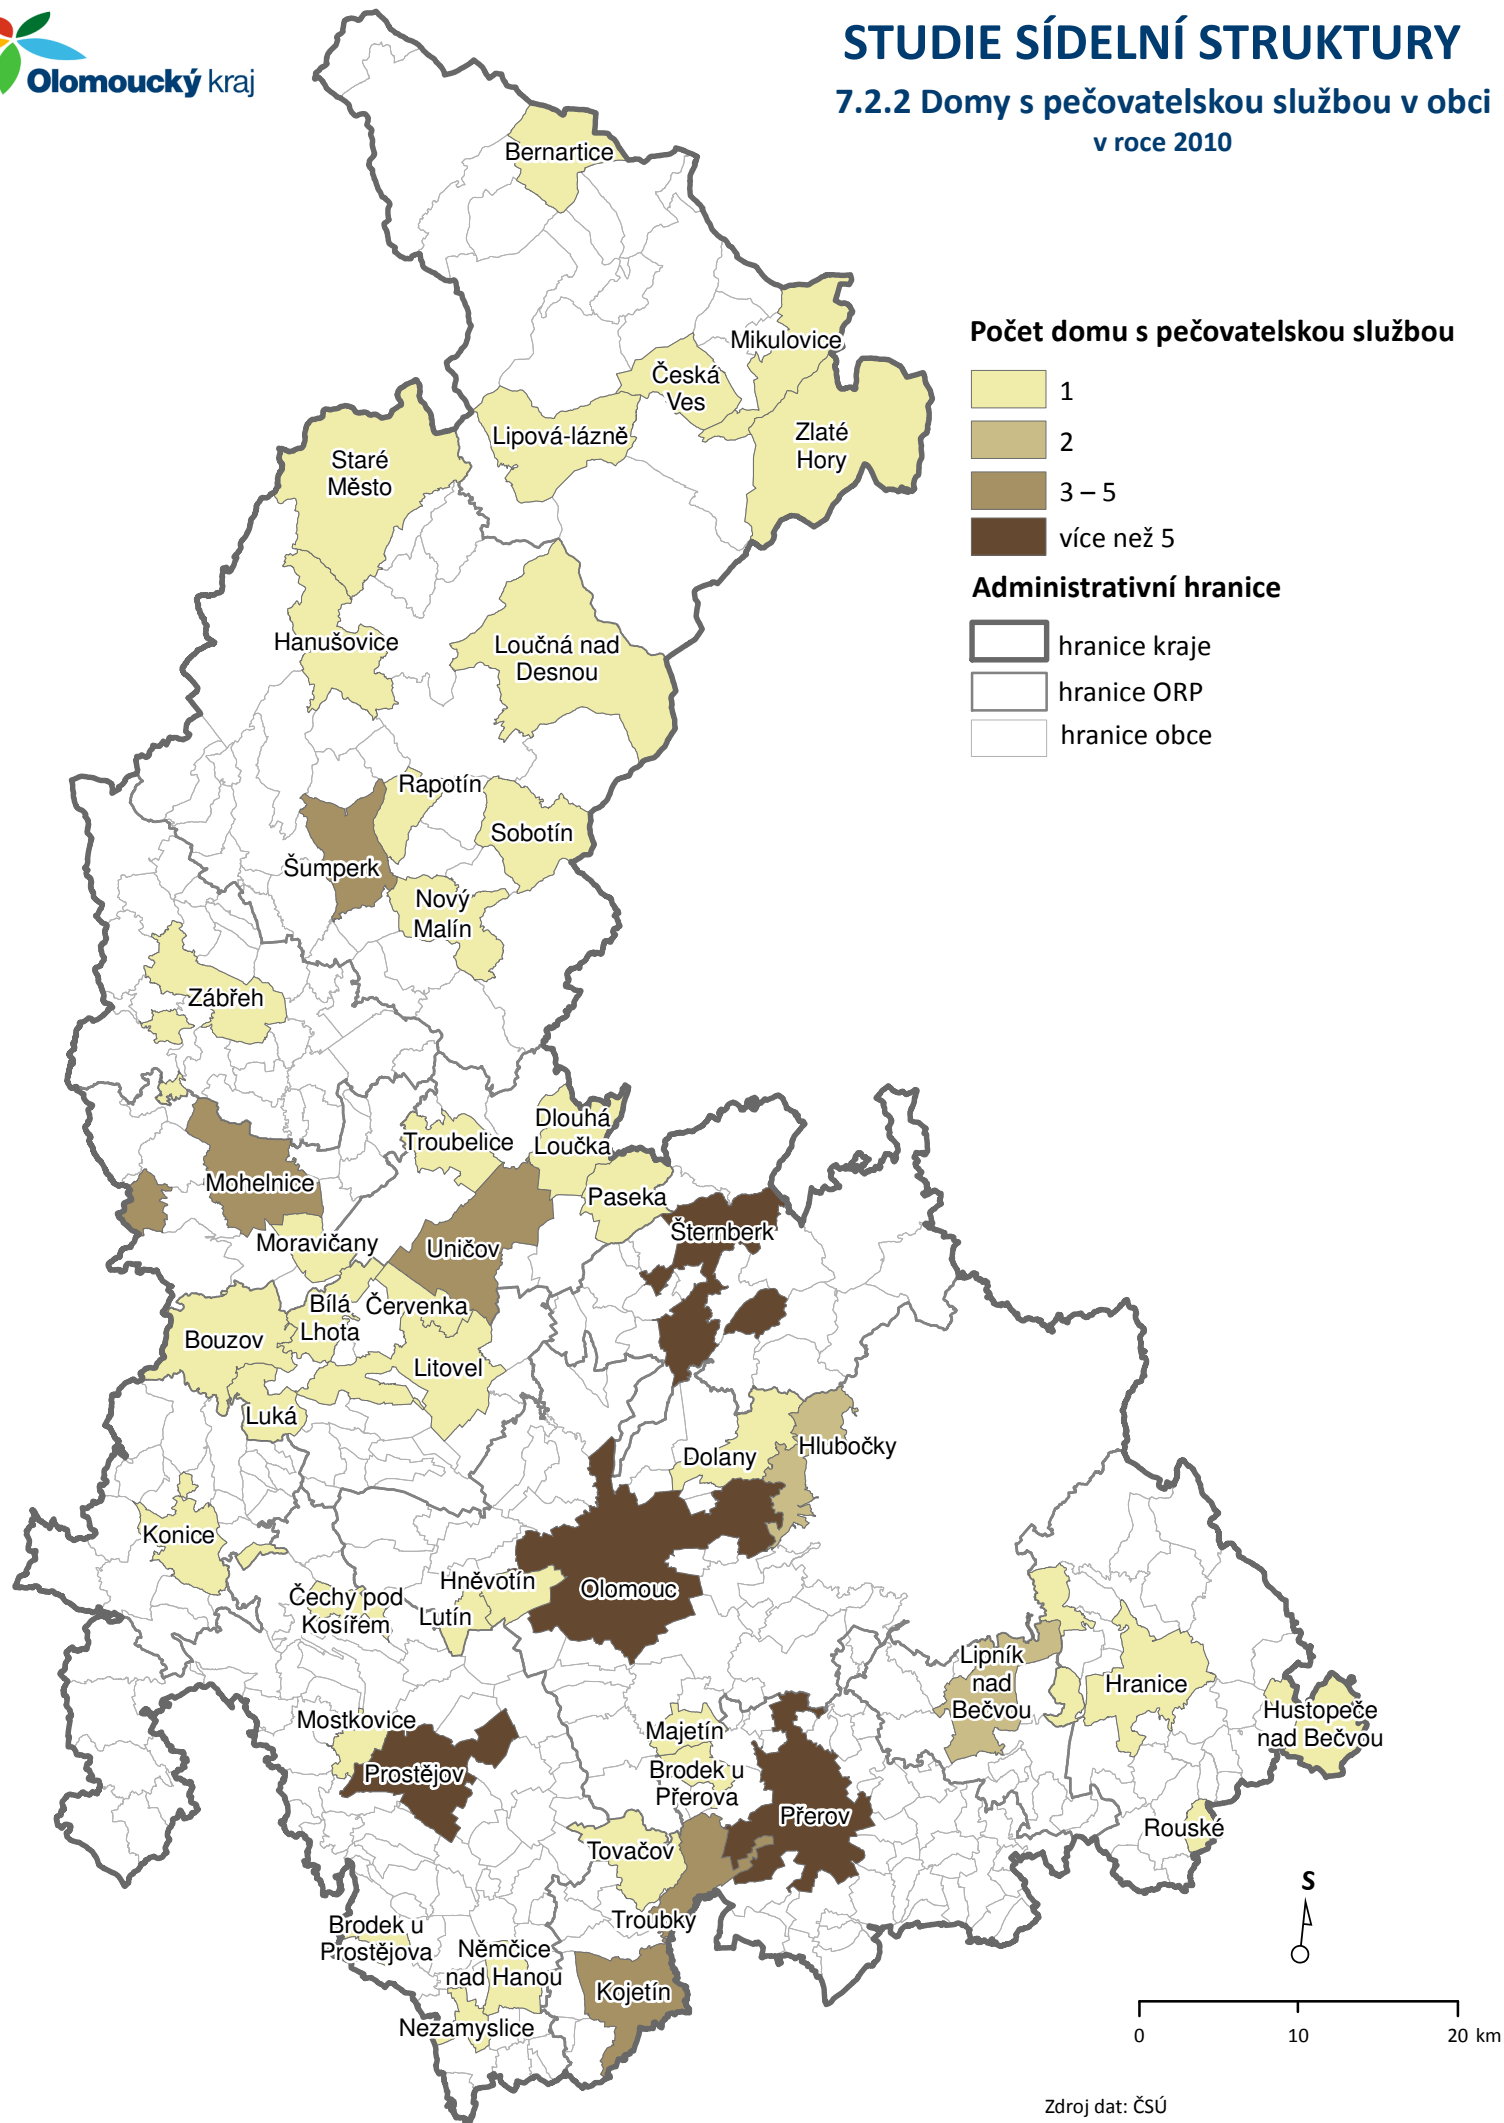 Olomoucký kraj
STUDIE SÍDELNÍ STRUKTURY
7.2.2 Domy s pečovatelskou službou v obci
v roce 2010
Počet domu s pečovatelskou službou
1
2
3 – 5
více než 5
Administrativní hranice
hranice kraje
hranice ORP
hranice obce
Bernartice
Mikulovice
Česká
Ves
Lipová-lázně
Zlaté
Hory
Staré
Město
Hanušovice
Loučná nad
Desnou
Rapotín
Sobotín
Šumperk
Nový
Malín
Zábřeh
Dlouhá
Loučka
Troubelice
Mohelnice
Paseka
Šternberk
Moravičany
Uničov
Bílá
Lhota
Červenka
Bouzov
Litovel
Luká
Dolany
Hlubočky
Konice
Hněvotín
Olomouc
Čechy pod
Kosířem
Lutín
Lipník
nad
Bečvou
Hranice
Hustopeče
nad Bečvou
Mostkovice
Majetín
Prostějov
Brodek u
Přerova
Přerov
Rouské
Tovačov
Troubky
Brodek u
Prostějova
Němčice
nad Hanou
Kojetín
Nezamyslice
S
0 10 20 km
Zdroj dat: ČSÚ